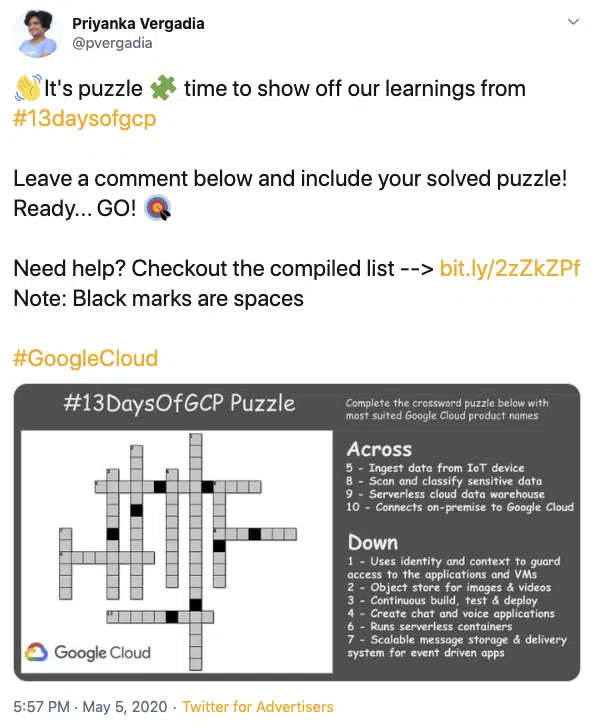 Priyanka Vergadia
@pvergadia
👋It's puzzle 🧩 time to show off our learnings from
#13daysofgcp
Leave a comment below and include your solved puzzle!
Ready... GO! 🎯
Need help? Checkout the compiled list --> bit.ly/2zZkZPf
Note: Black marks are spaces
#GoogleCloud
#13DaysOfGCP Puzzle
Complete the crossword puzzle below with
most suited Google Cloud product names
Across
5 - Ingest data from IoT device
8 - Scan and classify sensitive data
9 - Serverless cloud data warehouse
10 - Connects on-premise to Google Cloud
Down
1 - Uses identity and context to guard
access to the applications and VMs
2 - Object store for images & videos
3 - Continuous build, test & deploy
4 - Create chat and voice applications
6 - Runs serverless containers
7 - Scalable message storage & delivery
system for event driven apps
Google Cloud
5:57 PM · May 5, 2020 · Twitter for Advertisers